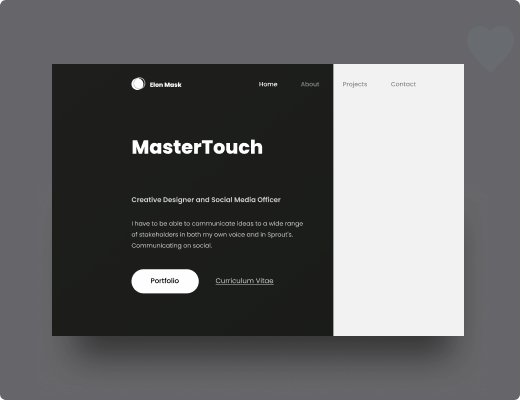 Elon Mask
Home About Projects Contact
MasterTouch
Creative Designer and Social Media Officer
I have to be able to communicate ideas to a wide range
of stakeholders in both my own voice and in Sprout's.
Communicating on social.
Portfolio
Curriculum Vitae